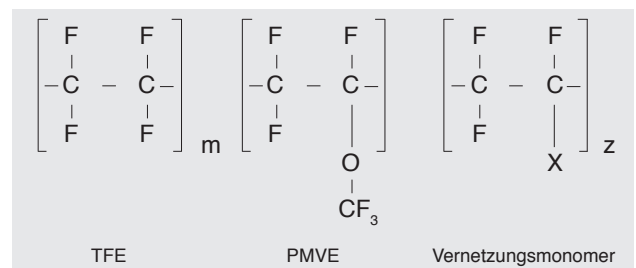 F F F F F F
C – C – C – C – C – C –
F F F F
m z
O X
CF3
TFE PMVE Vernetzungsmonomer